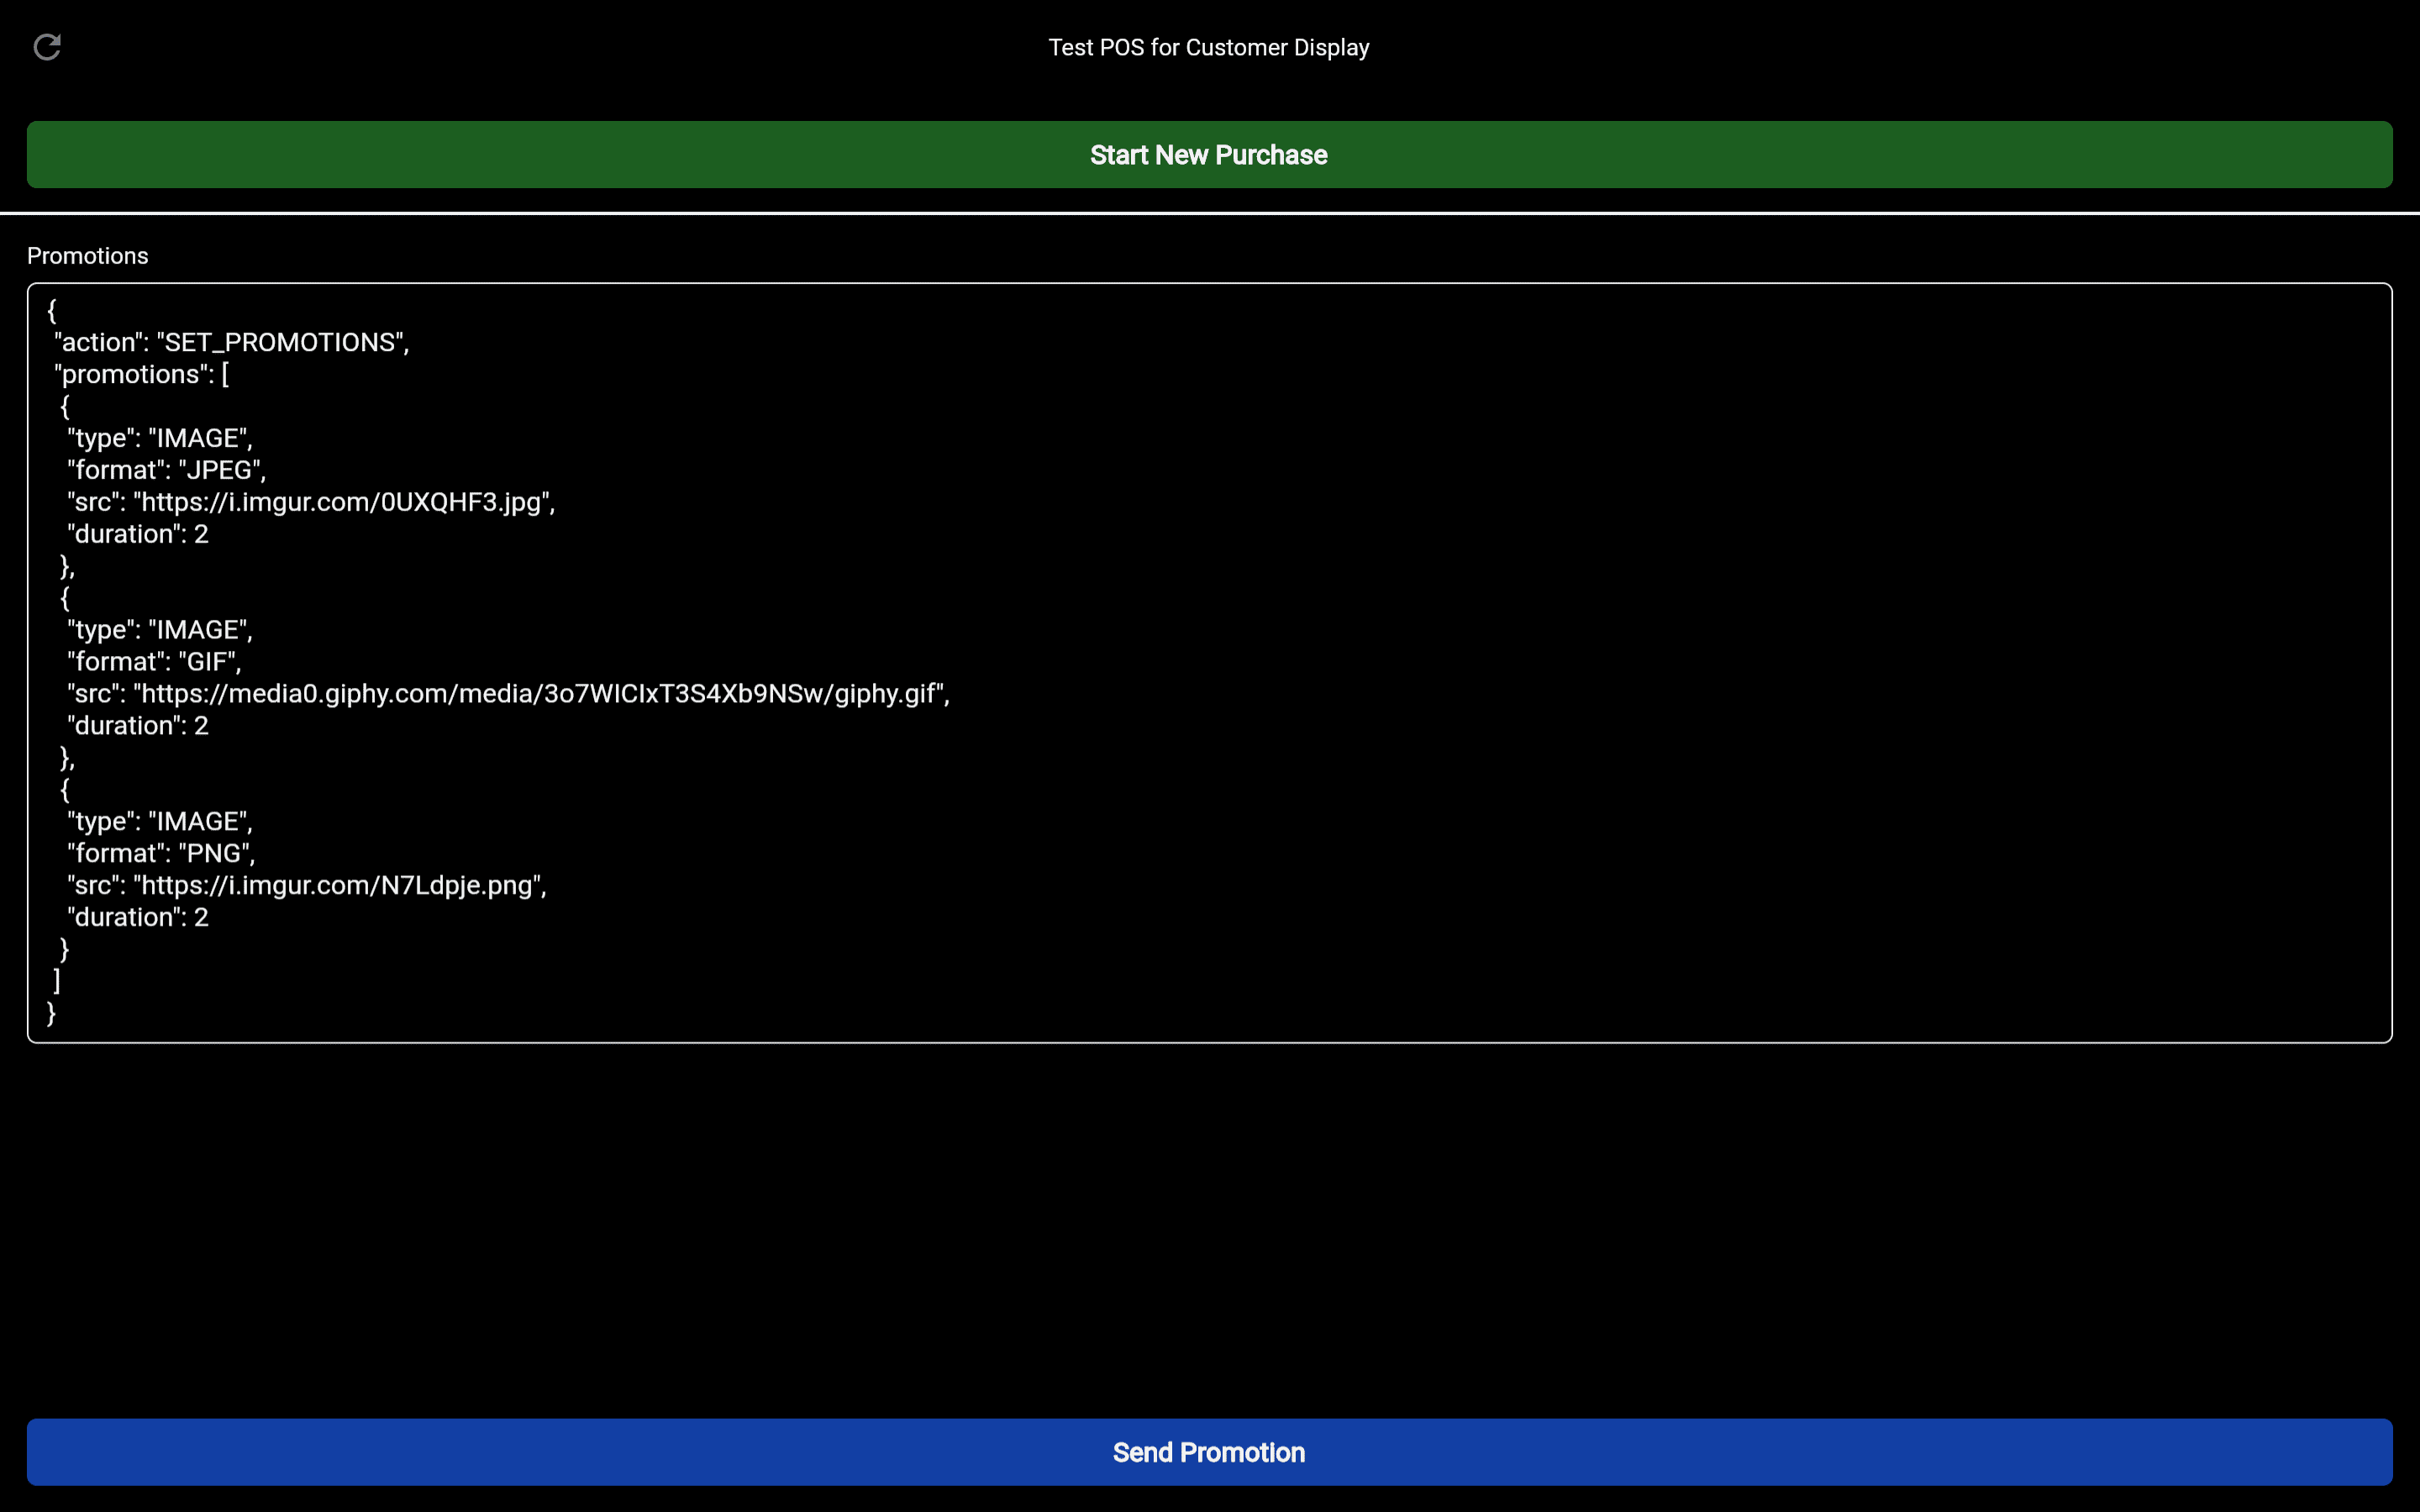 Test POS for Customer Display
Start New Purchase
Promotions
{
"action": "SET_PROMOTIONS",
"promotions": [
{
"type": "IMAGE",
"format": "JPEG",
"src": "https://i.imgur.com/0UXQHF3.jpg",
"duration": 2
},
{
"type": "IMAGE",
"format": "GIF",
"src": "https://media0.giphy.com/media/3o7WICIxT3S4Xb9NSw/giphy.gif",
"duration": 2
},
{
"type": "IMAGE",
"format": "PNG",
"src": "https://i.imgur.com/N7Ldpje.png",
"duration": 2
}
]
}
Send Promotion